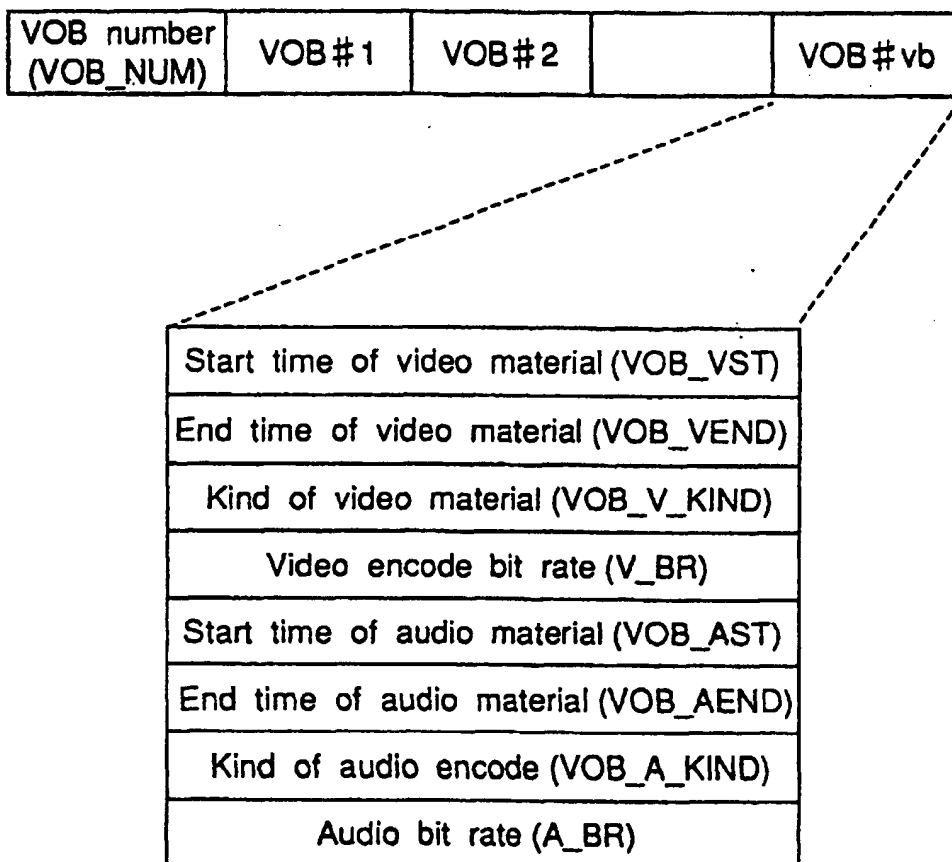 VOB number
(VOB_NUM)
VOB#1
VOB#2
VOB#vb
Start time of video material (VOB_VST)
End time of video material (VOB_VEND)
Kind of video material (VOB_V_KIND)
Video encode bit rate (V_BR)
Start time of audio material (VOB_AST)
End time of audio material (VOB_AEND)
Kind of audio encode (VOB_A_KIND)
Audio bit rate (A_BR)